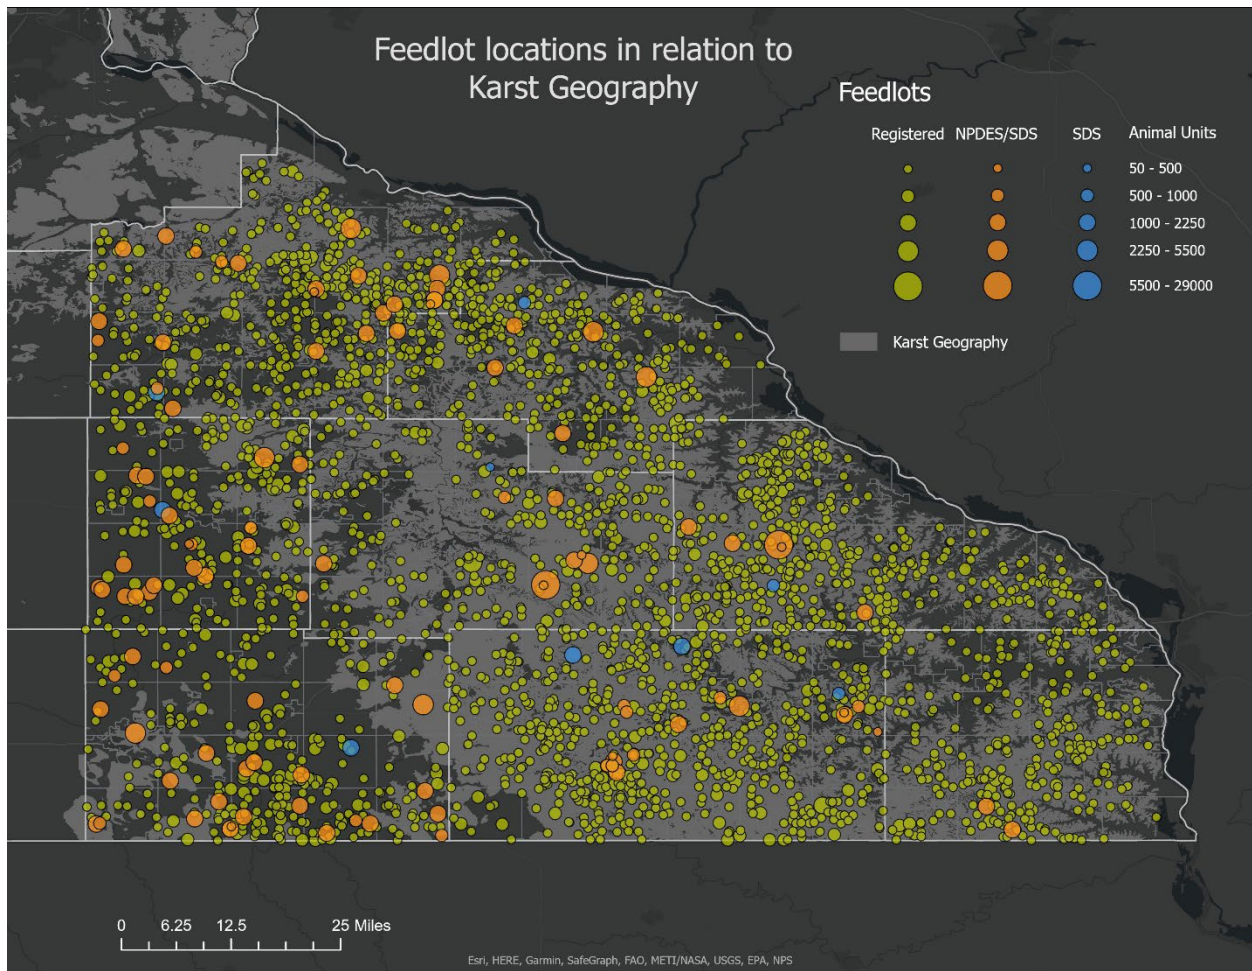 Feedlot locations in relation to
Karst Geography
Feedlots
Registered NPDES/SDS SDS Animal Units
50 - 500
500 - 1000
1000 - 2250
2250 - 5500
5500 - 29000
Karst Geography
0 6.25 12.5 25 Miles
Esri, HERE, Garmin, SafeGraph, FAO, METI/NASA, USGS, EPA, NPS